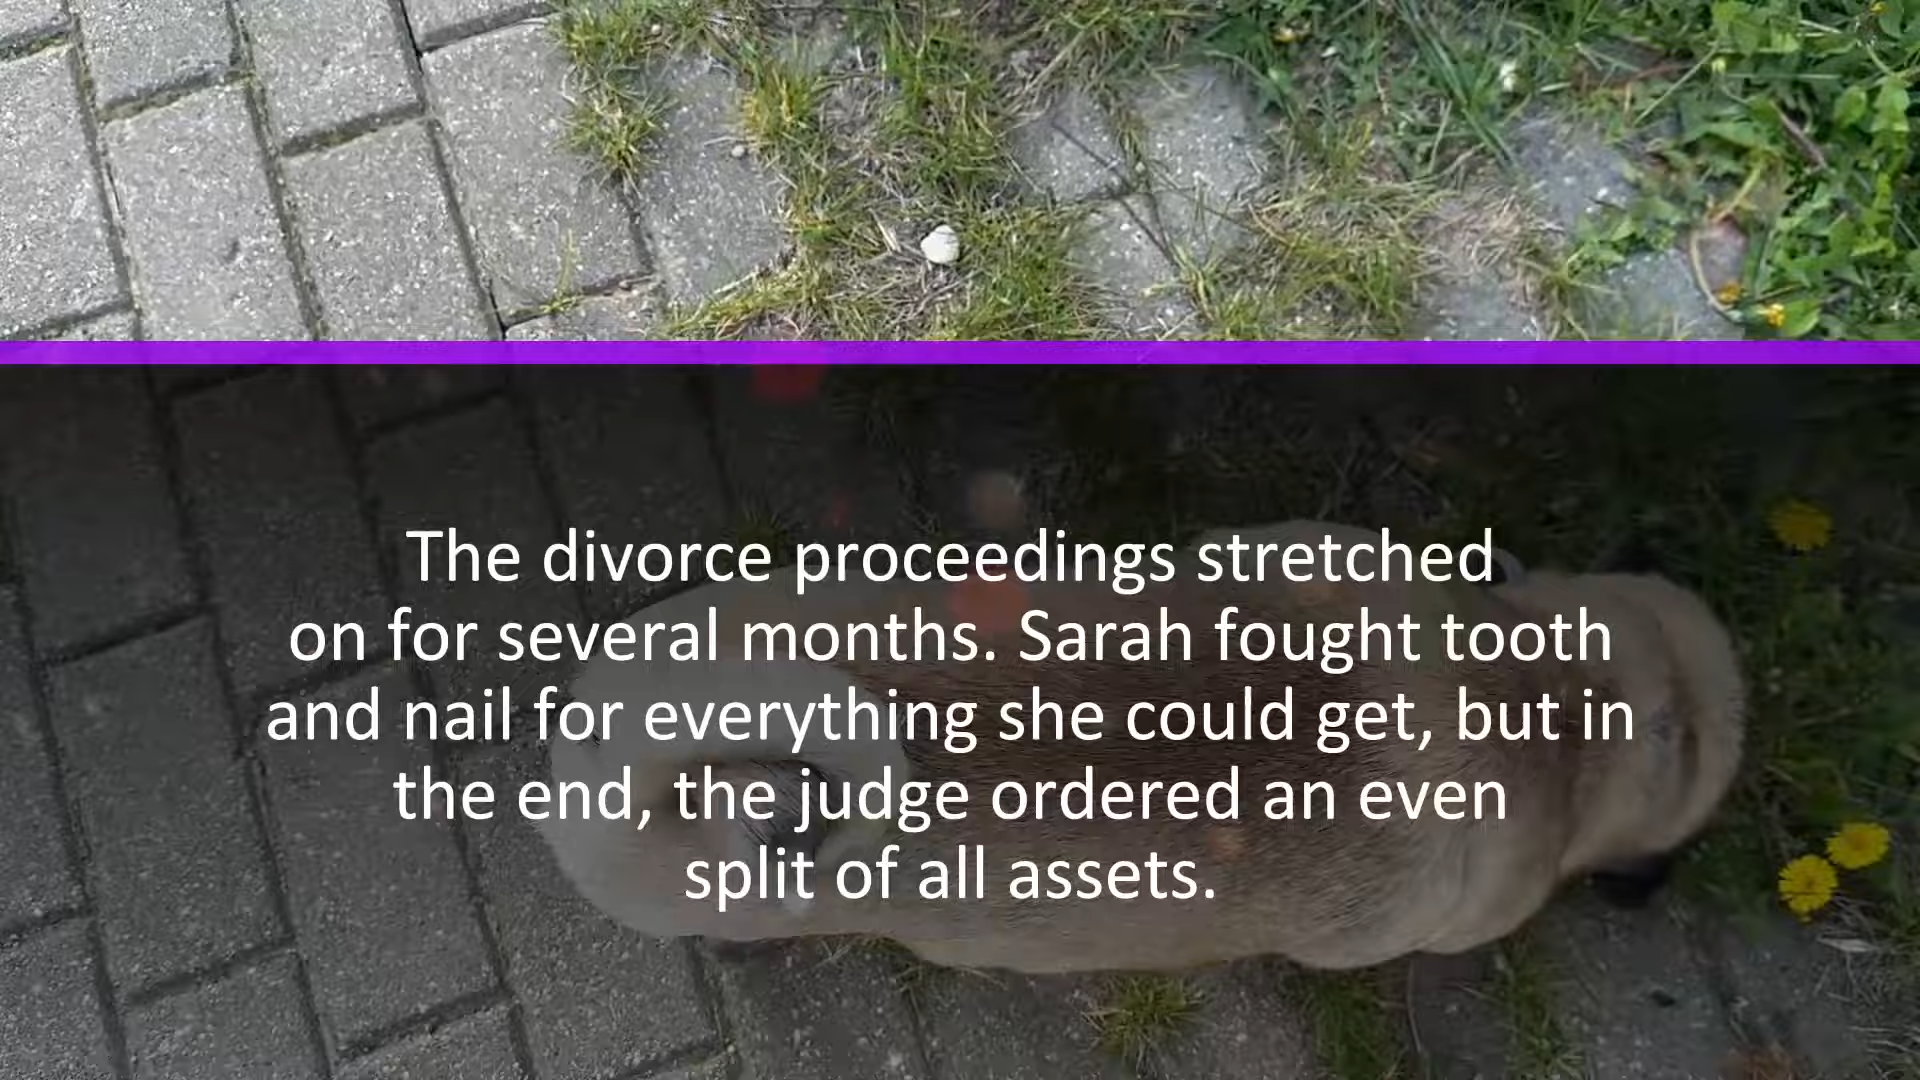 The divorce proceedings stretched
on for several months. Sarah fought tooth
and nail for everything she could get, but in
the end, the judge ordered an even
split of all assets.